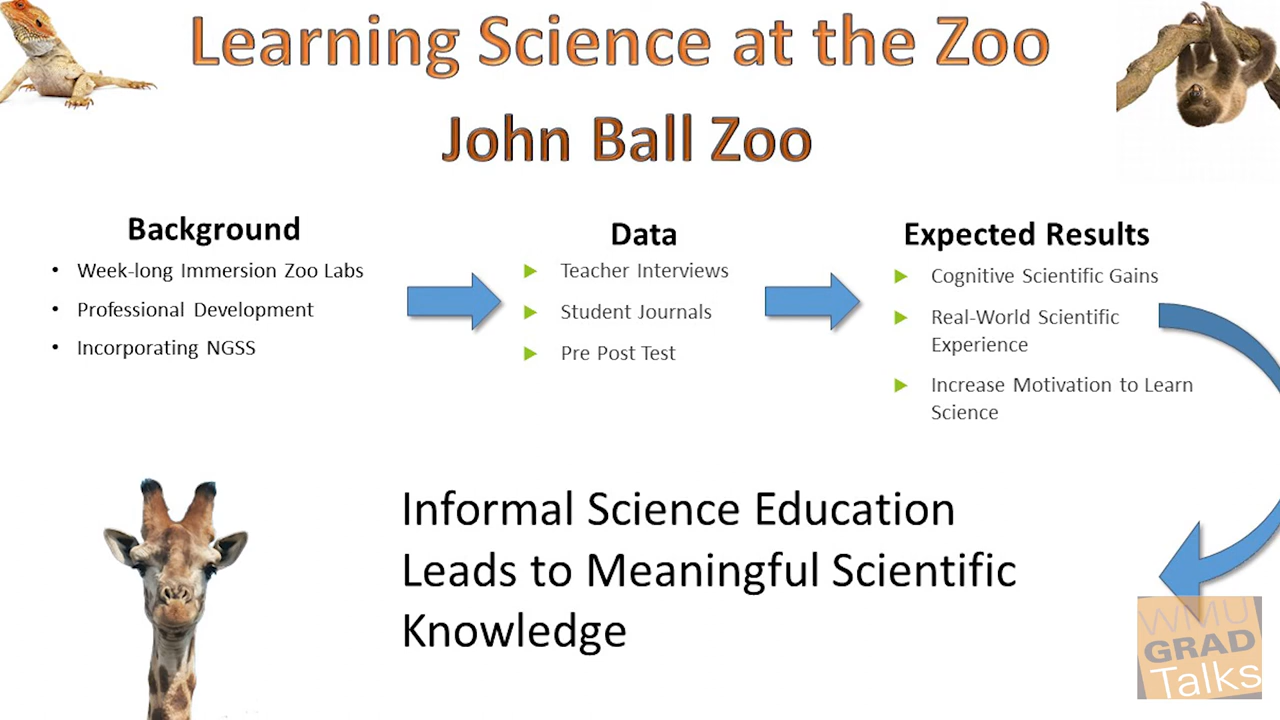 Learning Science at the Zoo
John Ball Zoo
Background
• Week-long Immersion Zoo Labs
• Professional Development
• Incorporating NGSS
Data
Teacher Interviews
Student Journals
Pre Post Test
Expected Results
Cognitive Scientific Gains
Real-World Scientific
Experience
Increase Motivation to Learn
Science
Informal Science Education
Leads to Meaningful Scientific
Knowledge
WMU
GRAD
Talks